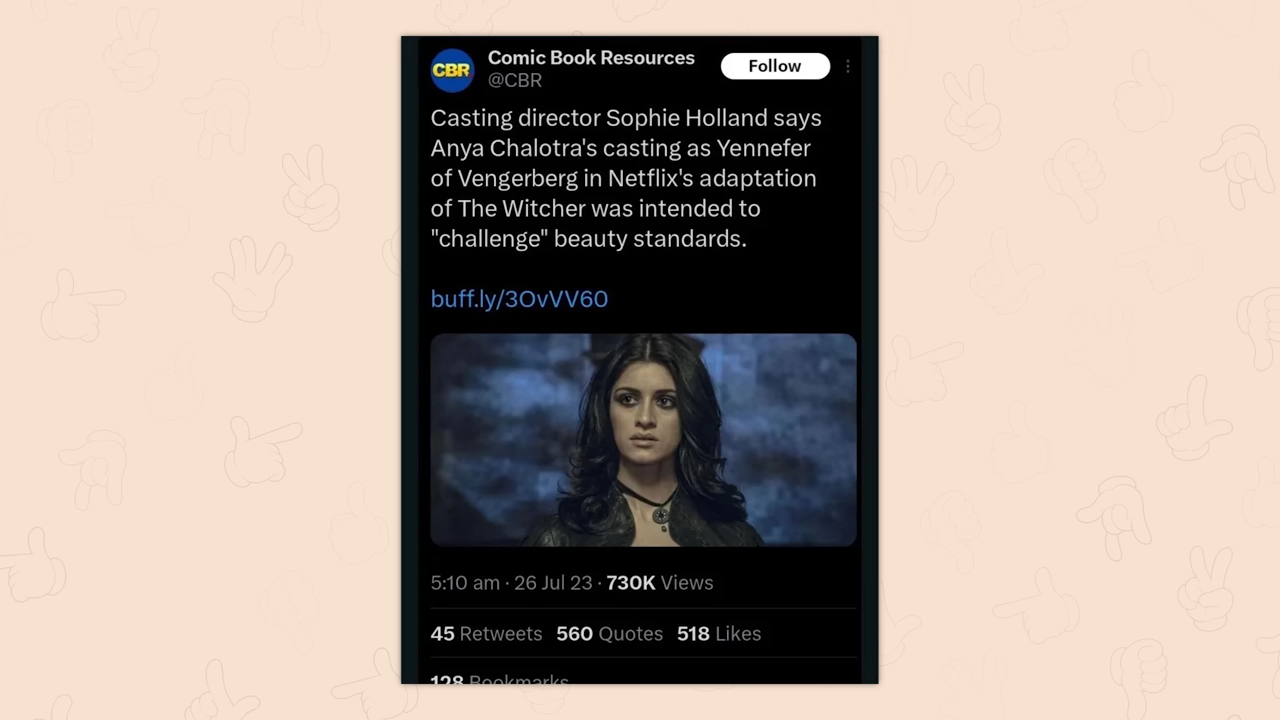 CBR
Comic Book Resources
@CBR
Follow
Casting director Sophie Holland says
Anya Chalotra's casting as Yennefer
of Vengerberg in Netflix's adaptation
of The Witcher was intended to
"challenge" beauty standards.
buff.ly/3OvVV6O
5:10 am · 26 Jul 23 · 730K Views
45 Retweets 560 Quotes 518 Likes
128 Bookmarks